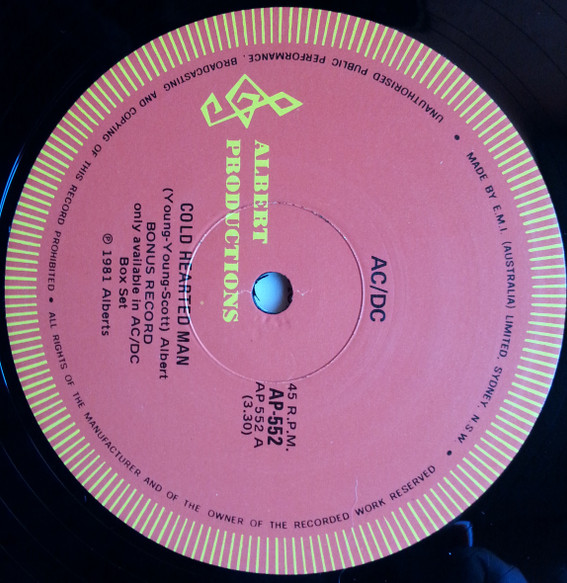 AC/DC
ALBERT
PRODUCTIONS
45 R.P.M.
AP-552
AP 552 A
(3.30)
COLD HEARTED MAN
(Young-Young-Scott) Albert
BONUS RECORD
only available in AC/DC
Box Set
℗ 1981 Alberts
MADE BY E.M.I. (AUSTRALIA) LIMITED, SYDNEY, N.S.W. • ALL RIGHTS OF THE MANUFACTURER AND OF THE OWNER OF THE RECORDED WORK RESERVED •
UNAUTHORISED PUBLIC PERFORMANCE, BROADCASTING AND COPYING OF THIS RECORD PROHIBITED •